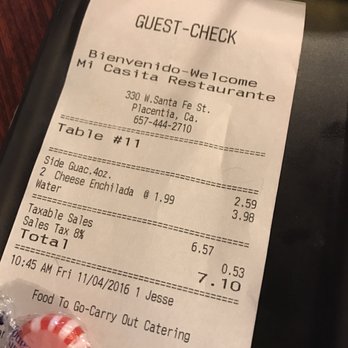 GUEST-CHECK
Bienvenido-Welcome
Mi Casita Restaurante
330 W.Santa Fe St.
Placentia, Ca.
657-444-2710
Table #11
Side Guac.4oz. 2.59
2 Cheese Enchilada @ 1.99 3.98
Water
Taxable Sales 6.57
Sales Tax 8% 0.53
Total 7.10
10:45 AM Fri 11/04/2016 1 Jesse
Food To Go-Carry Out Catering